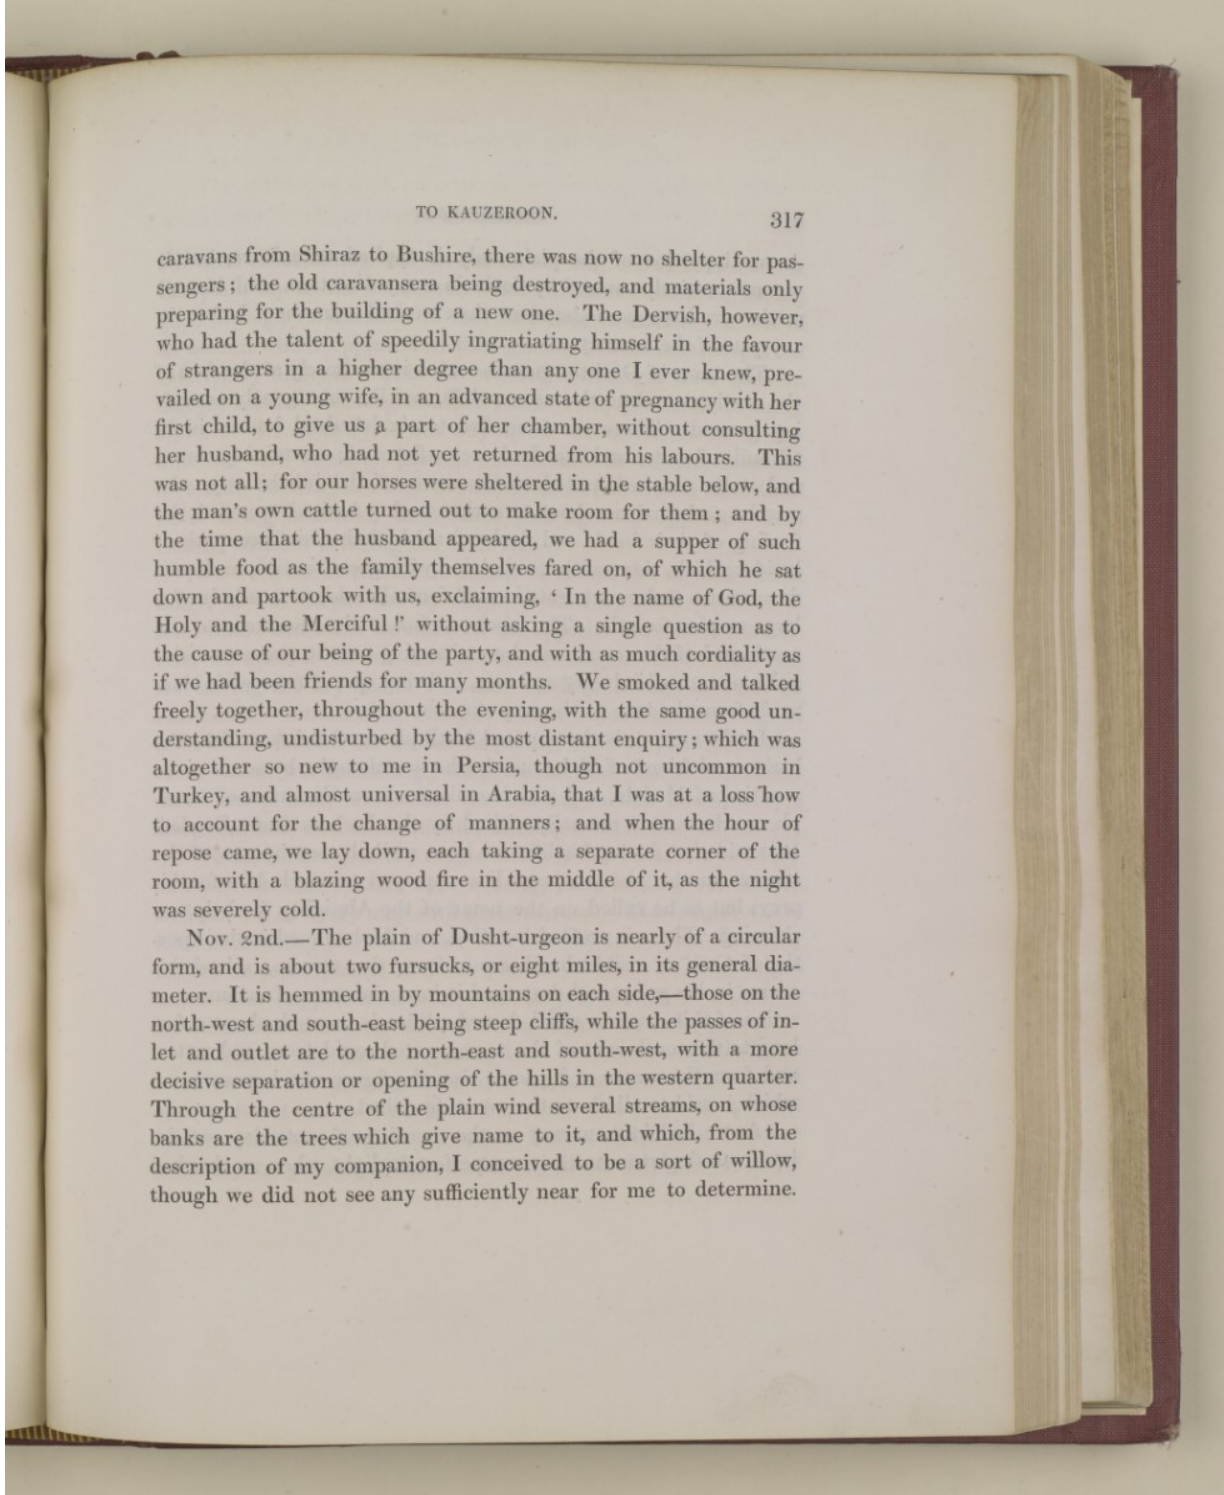 TO KAUZEROON.
317
caravans from Shiraz to Bushire, there was now no shelter for pas-
sengers; the old caravansera being destroyed, and materials only
preparing for the building of a new one. The Dervish, however,
who had the talent of speedily ingratiating himself in the favour
of strangers in a higher degree than any one I ever knew, pre-
vailed on a young wife, in an advanced state of pregnancy with her
first child, to give us a part of her chamber, without consulting
her husband, who had not yet returned from his labours. This
was not all; for our horses were sheltered in the stable below, and
the man's own cattle turned out to make room for them; and by
the time that the husband appeared, we had a supper of such
humble food as the family themselves fared on, of which he sat
down and partook with us, exclaiming, ‘In the name of God, the
Holy and the Merciful!’ without asking a single question as to
the cause of our being of the party, and with as much cordiality as
if we had been friends for many months. We smoked and talked
freely together, throughout the evening, with the same good un-
derstanding, undisturbed by the most distant enquiry; which was
altogether so new to me in Persia, though not uncommon in
Turkey, and almost universal in Arabia, that I was at a loss how
to account for the change of manners; and when the hour of
repose came, we lay down, each taking a separate corner of the
room, with a blazing wood fire in the middle of it, as the night
was severely cold.
Nov. 2nd.—The plain of Dusht-urgeon is nearly of a circular
form, and is about two fursucks, or eight miles, in its general dia-
meter. It is hemmed in by mountains on each side,—those on the
north-west and south-east being steep cliffs, while the passes of in-
let and outlet are to the north-east and south-west, with a more
decisive separation or opening of the hills in the western quarter.
Through the centre of the plain wind several streams, on whose
banks are the trees which give name to it, and which, from the
description of my companion, I conceived to be a sort of willow,
though we did not see any sufficiently near for me to determine.